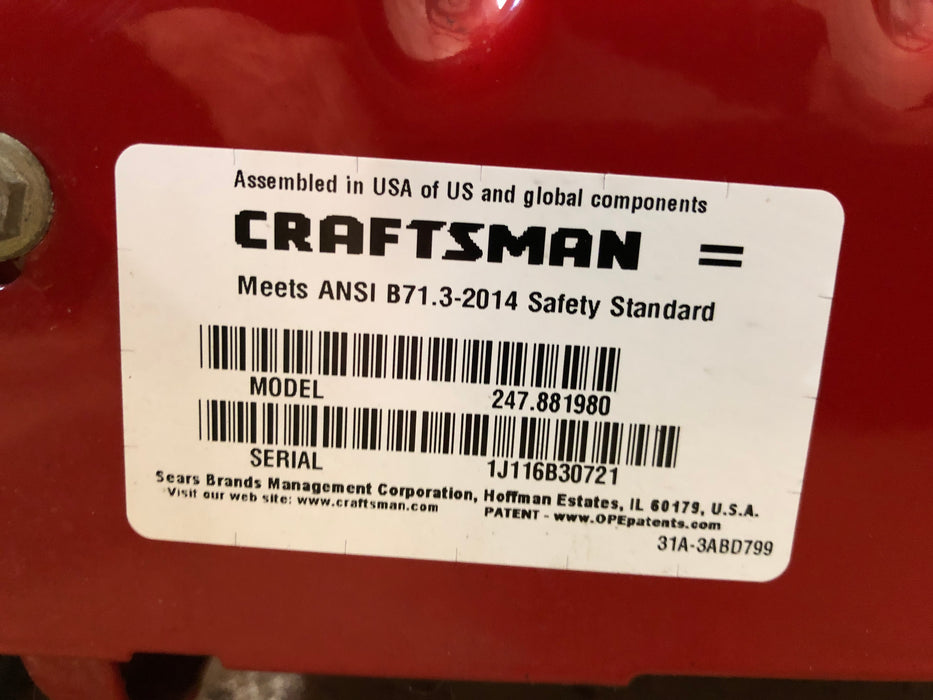 Assembled in USA of US and global components
CRAFTSMAN =
Meets ANSI B71.3-2014 Safety Standard
MODEL 247.881980
SERIAL 1J116B30721
Sears Brands Management Corporation, Hoffman Estates, IL 60179, U.S.A.
Visit our web site: www.craftsman.com PATENT - www.OPEpatents.com
31A-3ABD799